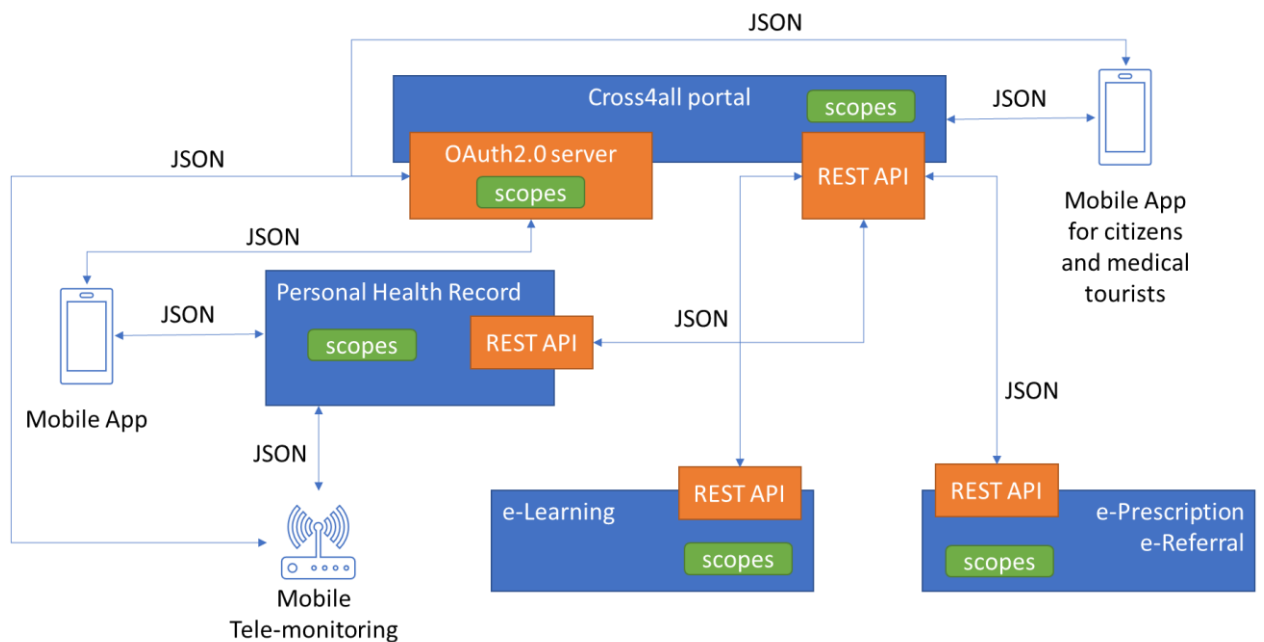 JSON
Cross4all portal
scopes
JSON
OAuth2.0 server
scopes
REST API
JSON
Mobile App
for citizens
and medical
tourists
JSON
Personal Health Record
scopes
REST API
JSON
JSON
Mobile App
JSON
JSON
REST API
e-Learning
scopes
REST API
e-Prescription
e-Referral
scopes
Mobile
Tele-monitoring